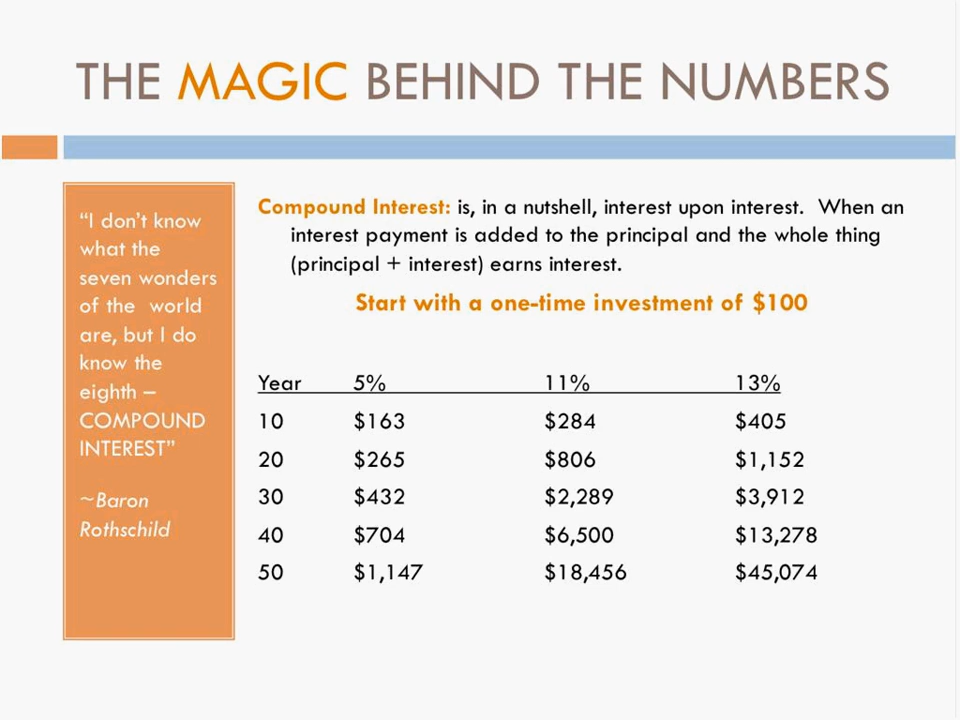 THE MAGIC BEHIND THE NUMBERS
“I don’t know
what the
seven wonders
of the world
are, but I do
know the
eighth –
COMPOUND
INTEREST”
~Baron
Rothschild
Compound Interest: is, in a nutshell, interest upon interest. When an
interest payment is added to the principal and the whole thing
(principal + interest) earns interest.
Start with a one-time investment of $100
Year 5% 11% 13%
10 $163 $284 $405
20 $265 $806 $1,152
30 $432 $2,289 $3,912
40 $704 $6,500 $13,278
50 $1,147 $18,456 $45,074